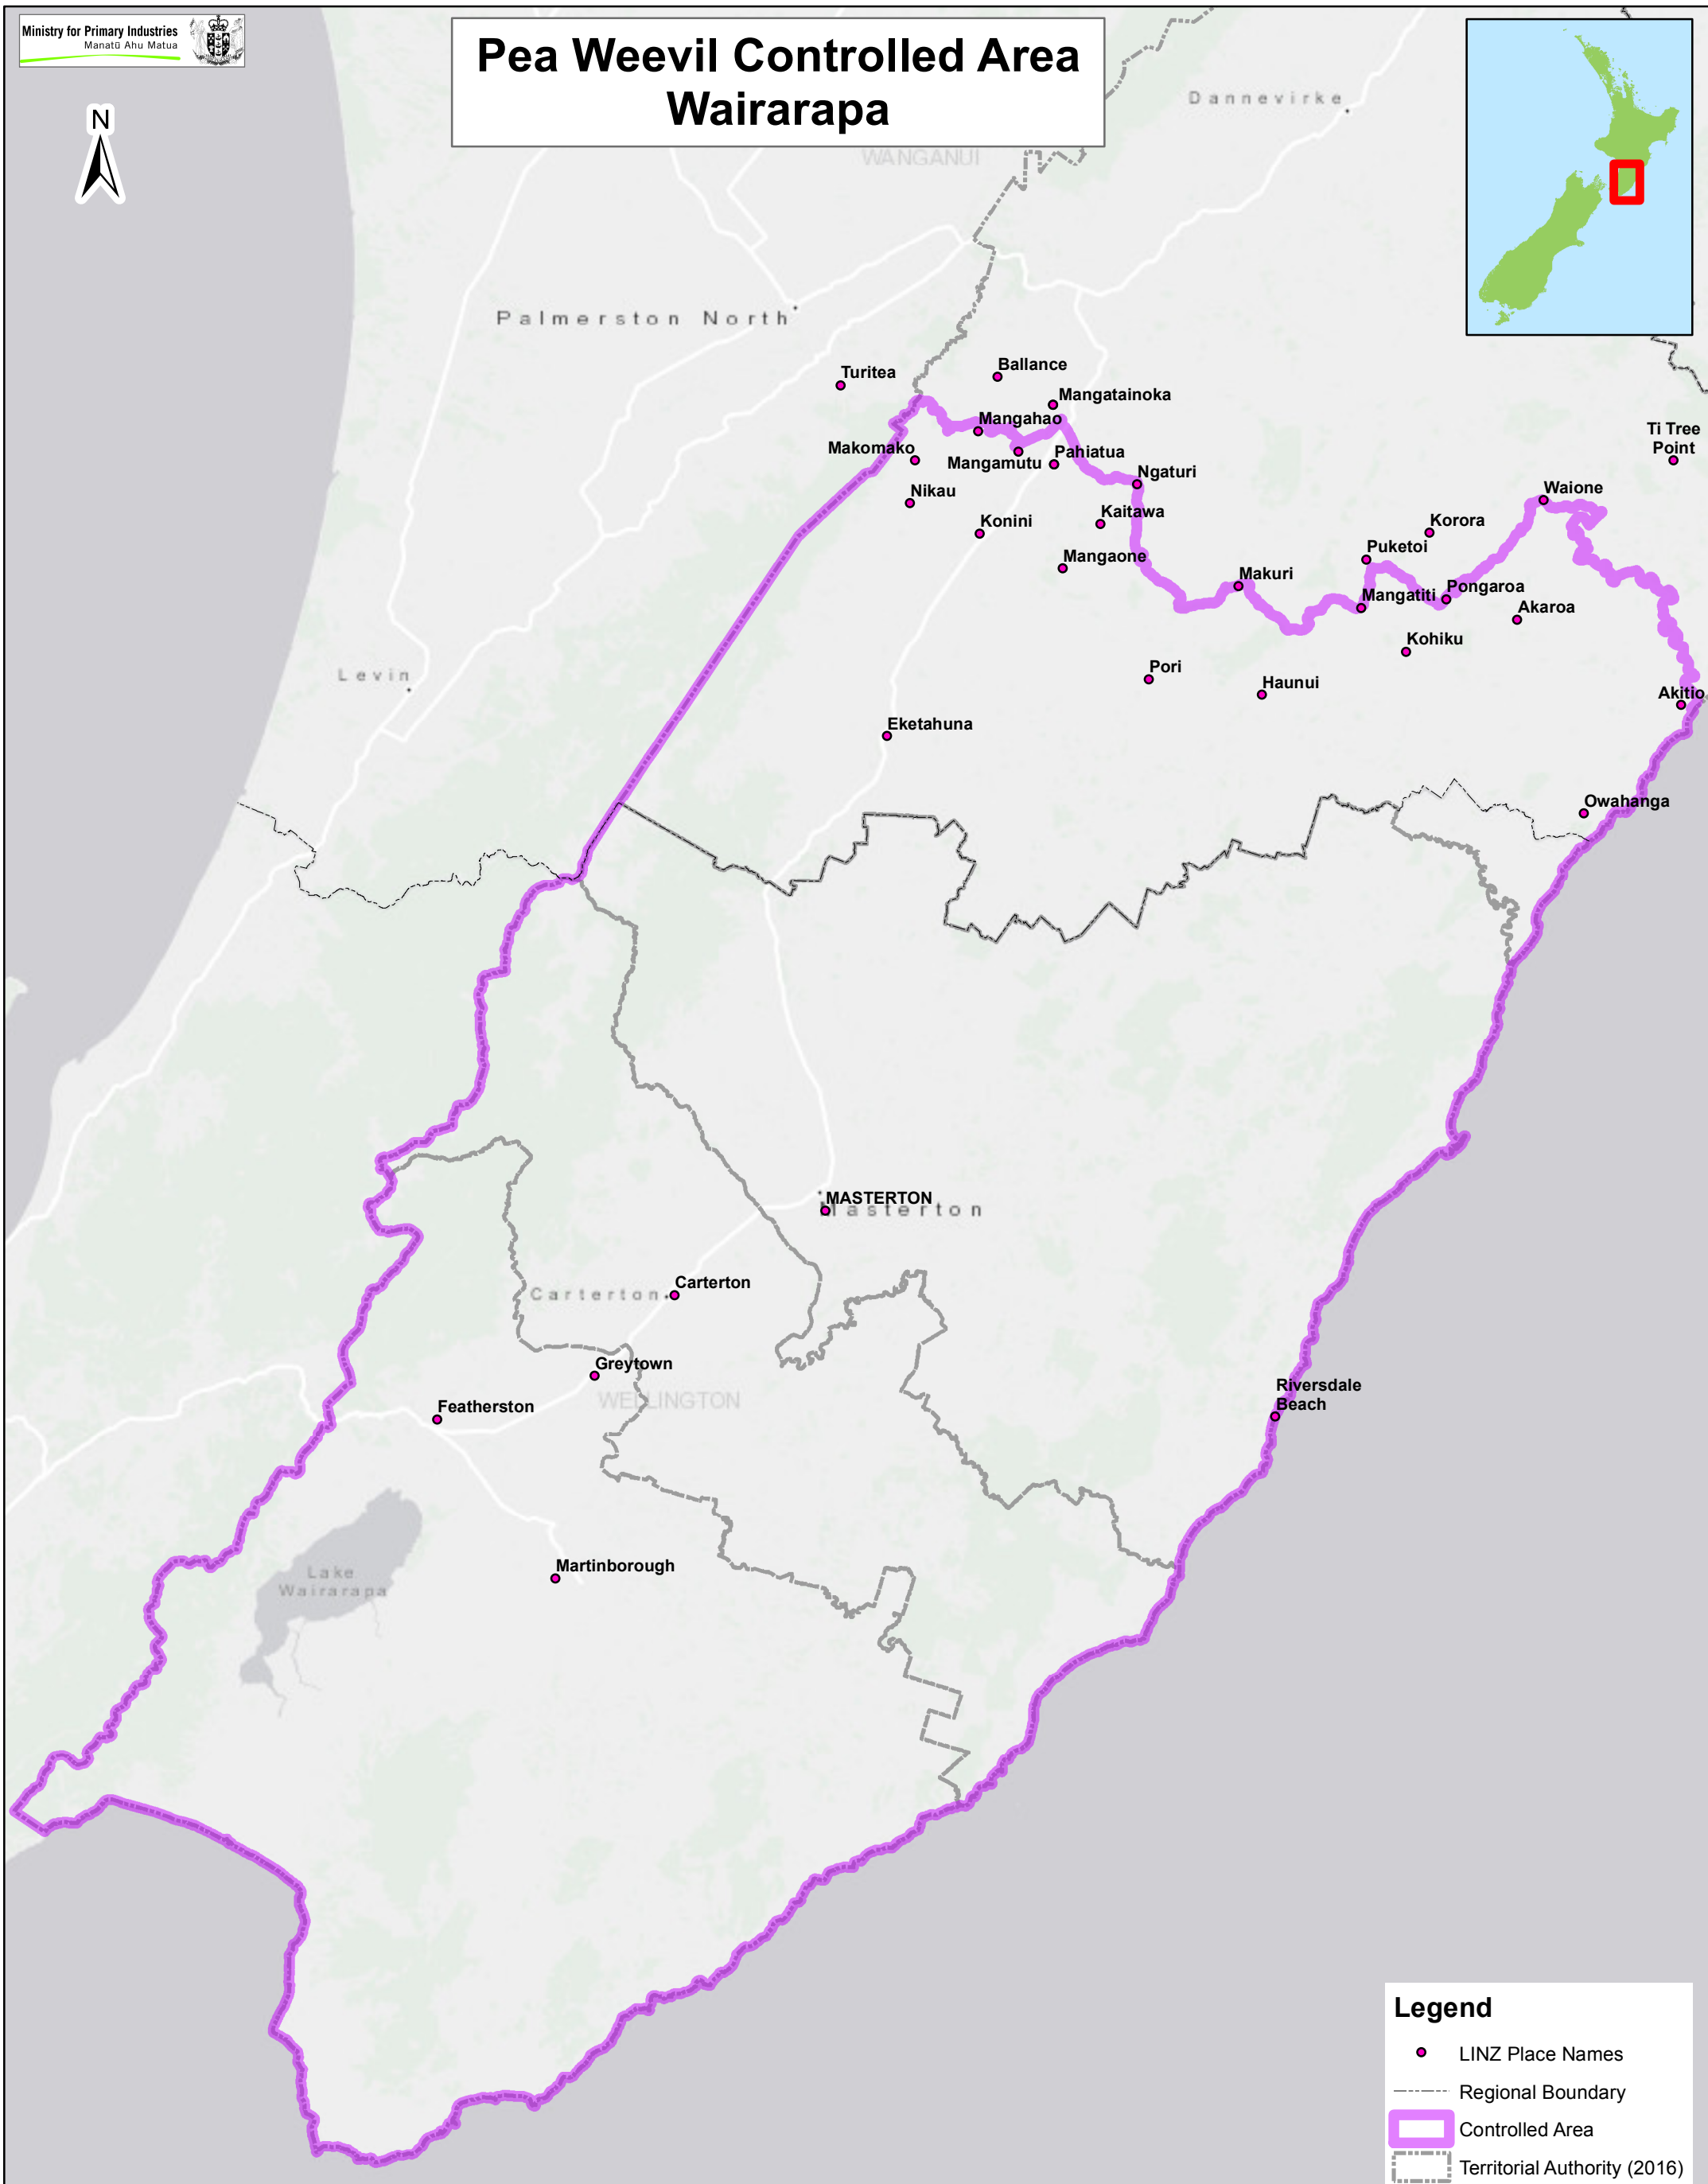 Ministry for Primary Industries
Manatū Ahu Matua
Pea Weevil Controlled Area
Wairarapa
N
Dannevirke
WANGANUI
Palmerston North
Turitea
Ballance
Mangatainoka
Mangahao
Makomako
Mangamutu
Pahiatua
Ti Tree
Point
Ngaturi
Nikau
Waione
Konini
Kaitawa
Korora
Mangaone
Puketoi
Makuri
Mangatiti
Pongaroa
Akaroa
Kohiku
Levin
Pori
Haunui
Akitio
Eketahuna
Owahanga
MASTERTON
Masterton
Carterton
Carterton
Greytown
WELLINGTON
Featherston
Riversdale
Beach
Martinborough
Lake
Wairarapa
Legend
LINZ Place Names
Regional Boundary
Controlled Area
Territorial Authority (2016)